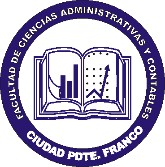 FACULTAD DE CIENCIAS ADMINISTRATIVAS Y CONTABLES
CIUDAD PDTE. FRANCO